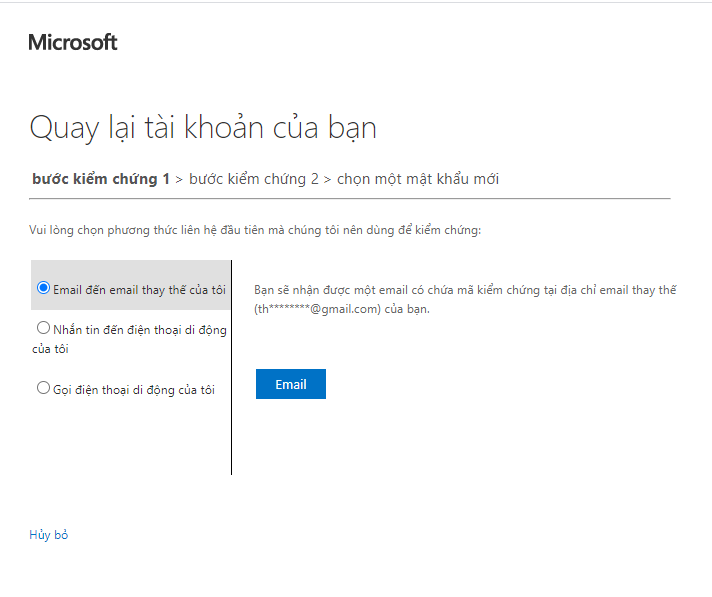 Microsoft
Quay lại tài khoản của bạn
bước kiểm chứng 1 > bước kiểm chứng 2 > chọn một mật khẩu mới
Vui lòng chọn phương thức liên hệ đầu tiên mà chúng tôi nên dùng để kiểm chứng:
Email đến email thay thế của tôi
Nhắn tin đến điện thoại di động
của tôi
Gọi điện thoại di động của tôi
Bạn sẽ nhận được một email có chứa mã kiểm chứng tại địa chỉ email thay thế
(th********@gmail.com) của bạn.
Email
Hủy bỏ